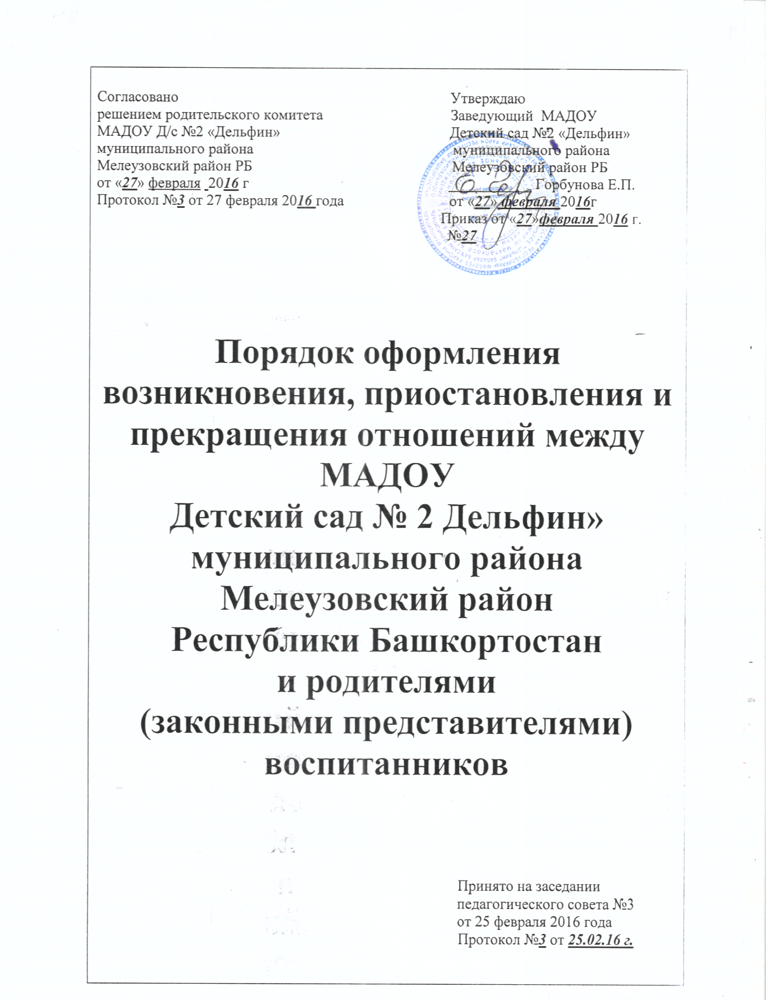 Согласовано
решением родительского комитета
МАДОУ Д/с №2 «Дельфин»
муниципального района
Мелеузовский район РБ
от «27» февраля 2016 г
Протокол №3 от 27 февраля 2016 года
Утверждаю
Заведующий МАДОУ
Детский сад №2 «Дельфин»
муниципального района
Мелеузовский район РБ
Горбунова Е.П.
от «27» февраля 2016г
Приказ от «27»февраля 2016 г.
№27
Порядок оформления
возникновения, приостановления и
прекращения отношений между
МАДОУ
Детский сад № 2 Дельфин»
муниципального района
Мелеузовский район
Республики Башкортостан
и родителями
(законными представителями)
воспитанников
Принято на заседании
педагогического совета №3
от 25 февраля 2016 года
Протокол №3 от 25.02.16 г.